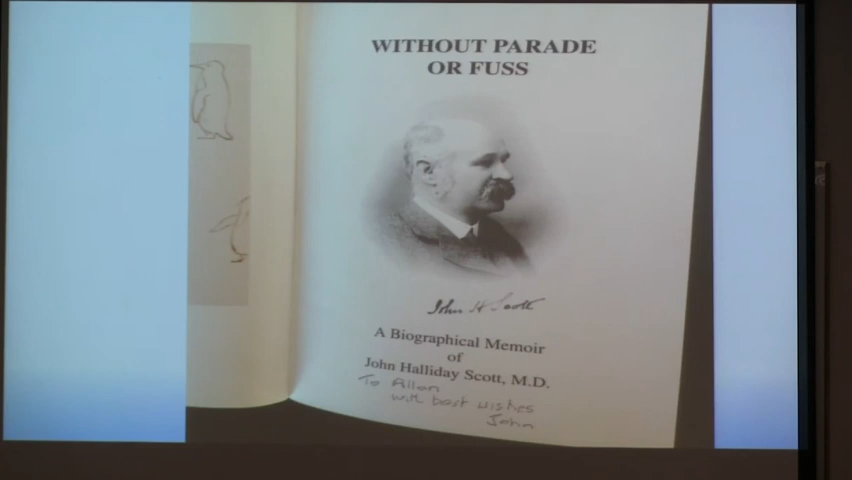 WITHOUT PARADE
OR FUSS
John H Scott
A Biographical Memoir
of
John Halliday Scott, M.D.
To Allan
with best wishes
John